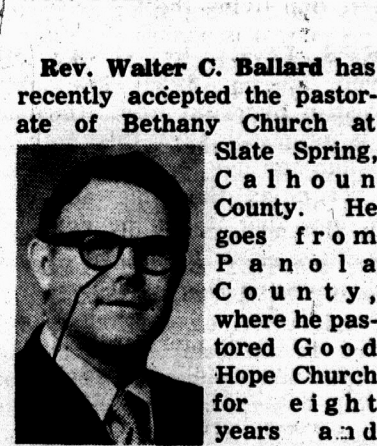 Rev. Walter C. Ballard has
recently accepted the pastor-
ate of Bethany Church at
Slate Spring,
Calhoun
County. He
goes from
Panola
County,
where he pas-
tored Good
Hope Church
for eight
years and